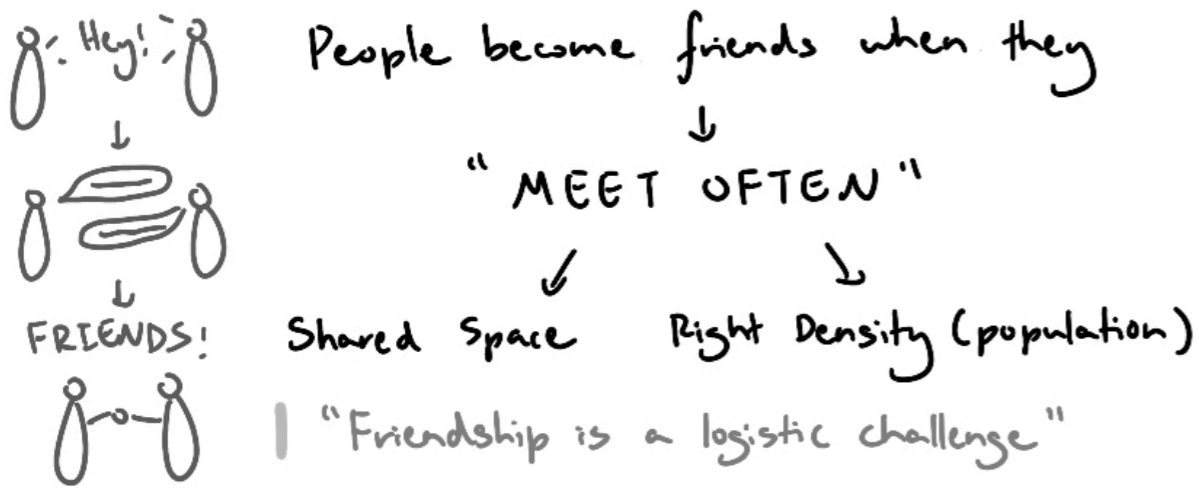 Hey!
People become friends when they
"MEET OFTEN"
FRIENDS!
Shared Space
Right Density (population)
"Friendship is a logistic challenge"